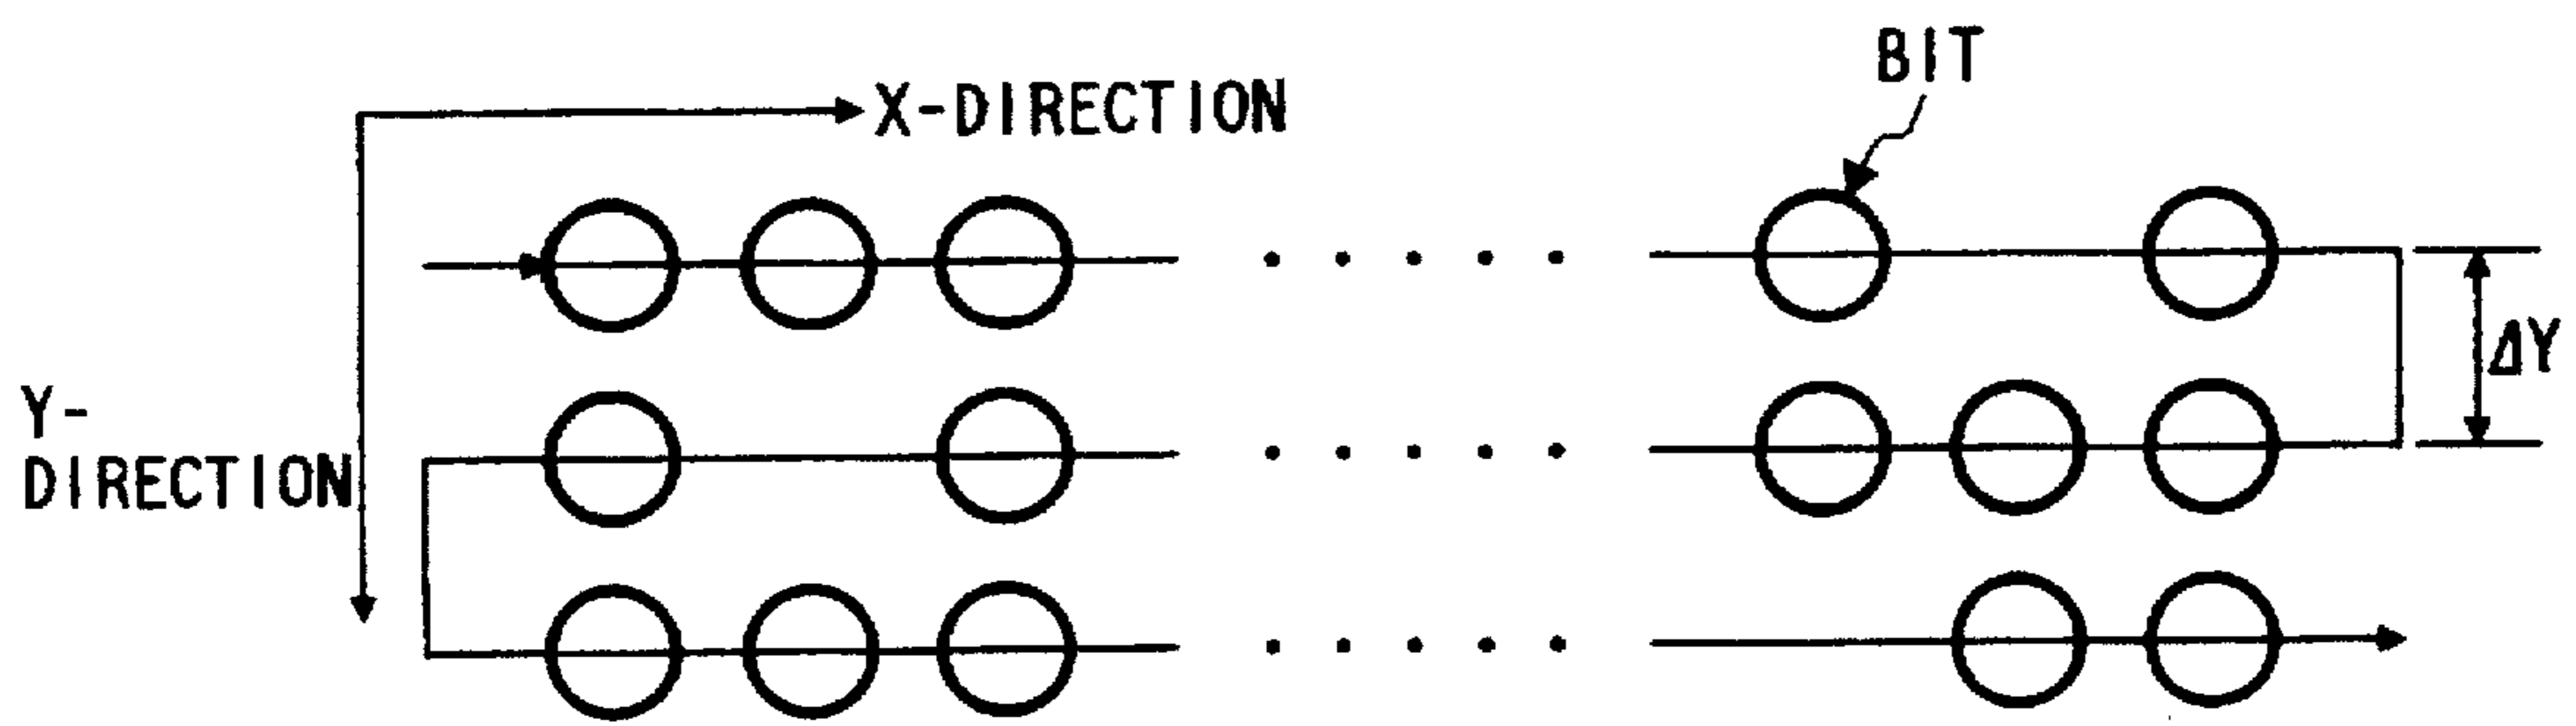 BIT
X-DIRECTION
ΔY
Y-
DIRECTION